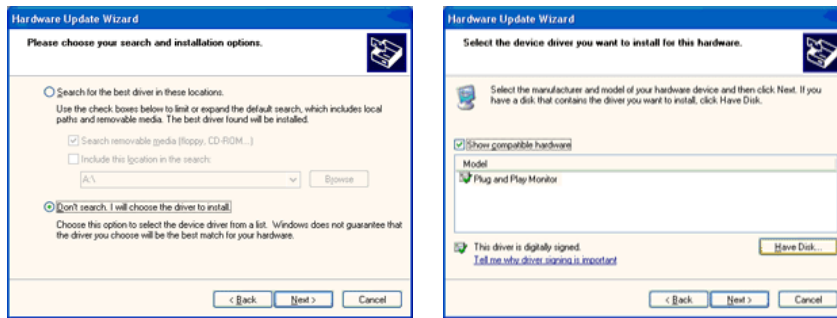 Hardware Update Wizard
Please choose your search and installation options.
Search for the best driver in these locations.
Use the check boxes below to limit or expand the default search, which includes local
paths and removable media. The best driver found will be installed.
Search removable media (floppy, CD-ROM...)
Include this location in the search:
A:\
Browse
Don't search. I will choose the driver to install.
Choose this option to select the device driver from a list. Windows does not guarantee that
the driver you choose will be the best match for your hardware.
< Back
Next >
Cancel
Hardware Update Wizard
Select the device driver you want to install for this hardware.
Select the manufacturer and model of your hardware device and then click Next. If you
have a disk that contains the driver you want to install, click Have Disk.
Show compatible hardware
Model
Plug and Play Monitor
This driver is digitally signed.
Tell me why driver signing is important
Have Disk...
< Back
Next >
Cancel